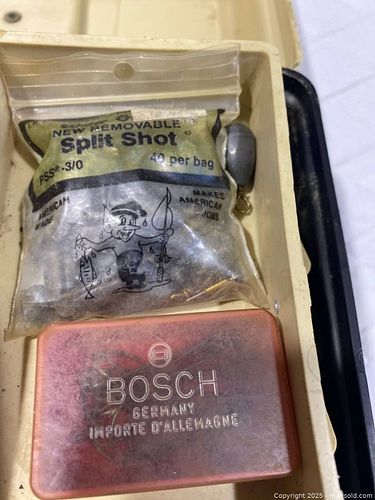 NEW REMOVABLE
Split Shot
PSS-3/0
40 per bag
AMERICAN
MADE
MAKES
AMERICAN
JOBS
BOSCH
GERMANY
IMPORTE D'ALLEMAGNE
Copyright 2025